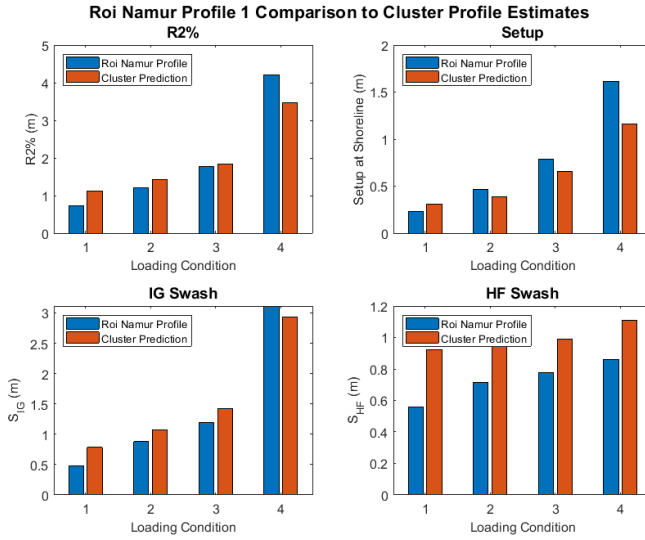 Roi Namur Profile 1 Comparison to Cluster Profile Estimates
R2%
5
4
3
2
1
0
R2% (m)
Roi Namur Profile
Cluster Prediction
1 2 3 4
Loading Condition
Setup
2
1.5
1
0.5
0
Setup at Shoreline (m)
Roi Namur Profile
Cluster Prediction
1 2 3 4
Loading Condition
IG Swash
3
2.5
2
1.5
1
0.5
0
S_IG (m)
Roi Namur Profile
Cluster Prediction
1 2 3 4
Loading Condition
HF Swash
1.2
1
0.8
0.6
0.4
0.2
0
S_HF (m)
Roi Namur Profile
Cluster Prediction
1 2 3 4
Loading Condition